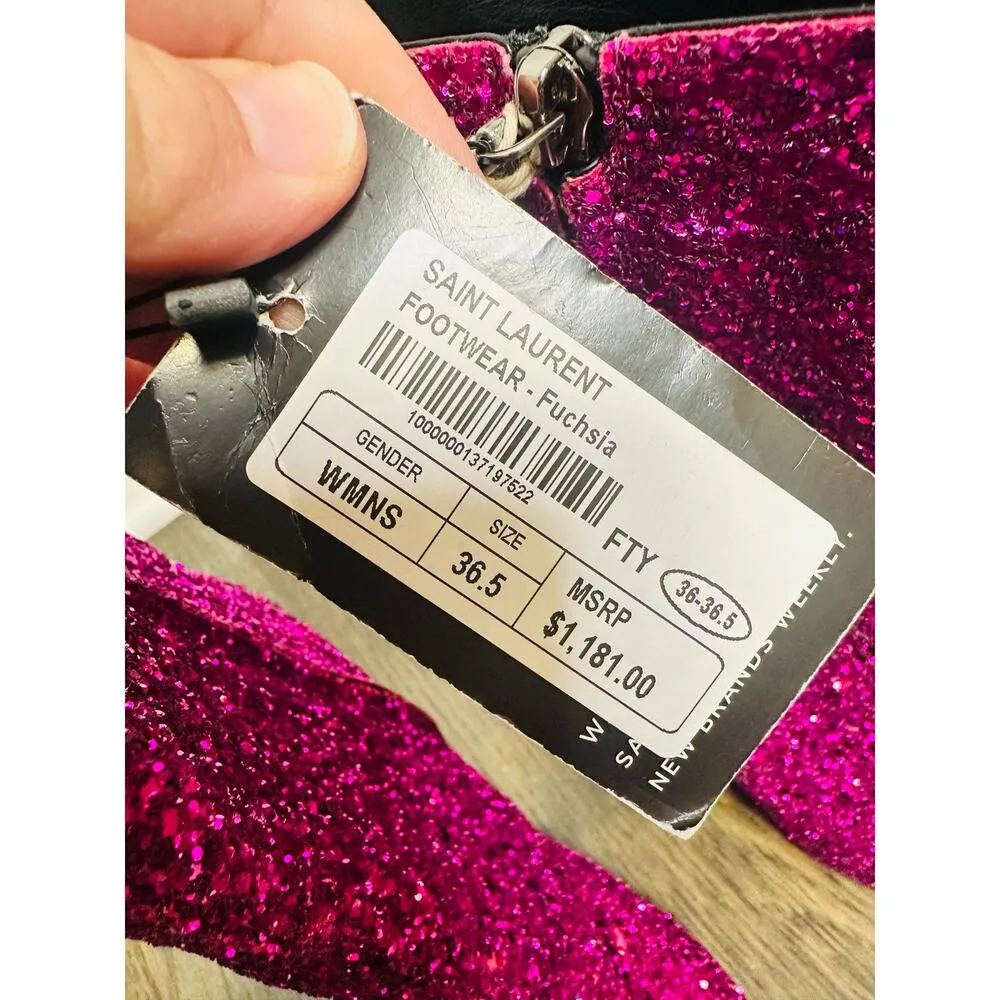 SAINT LAURENT
FOOTWEAR - Fuchsia
1000000137197522
FTY 36-36.5
GENDER SIZE MSRP
WMNS 36.5 $1,181.00
W
SA
NEW BRANDS WEEKLY.